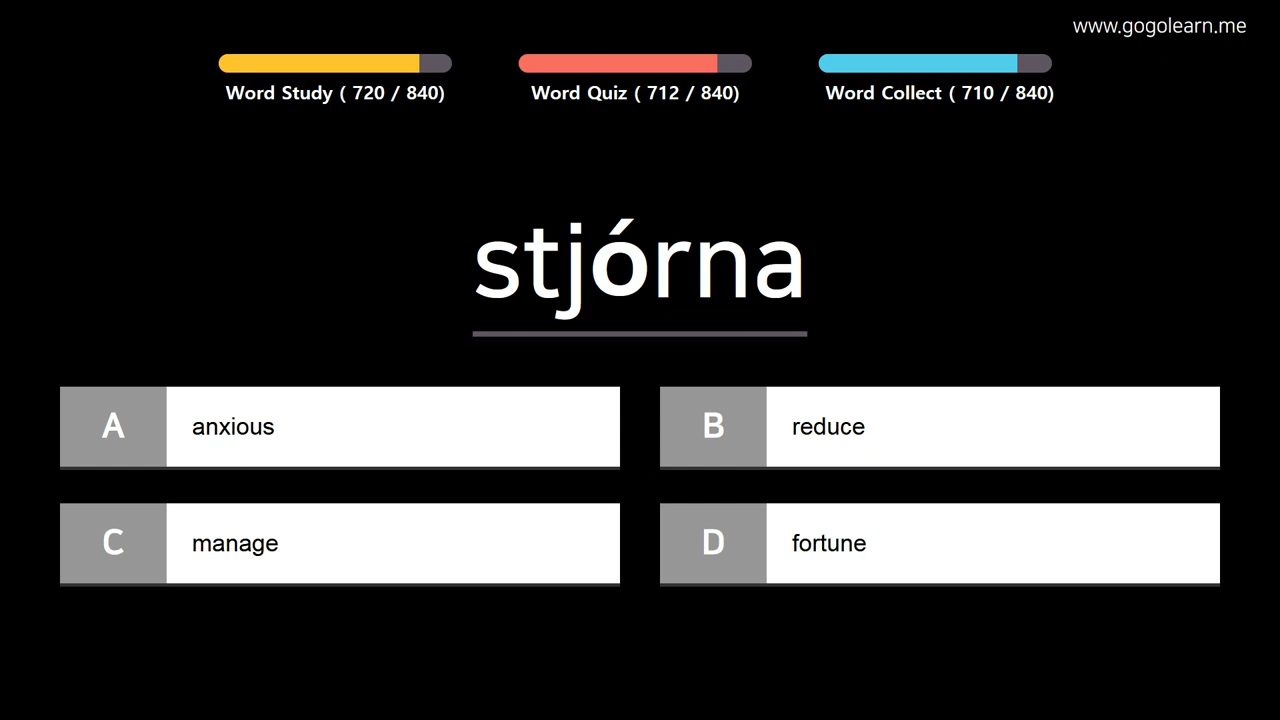 www.gogolearn.me
Word Study ( 720 / 840)
Word Quiz ( 712 / 840)
Word Collect ( 710 / 840)
stjórna
A anxious
B reduce
C manage
D fortune